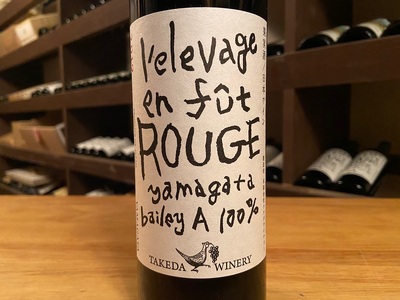 l'elevage
en fût
ROUGE
yamagata
bailey A 100%
TAKEDA WINERY